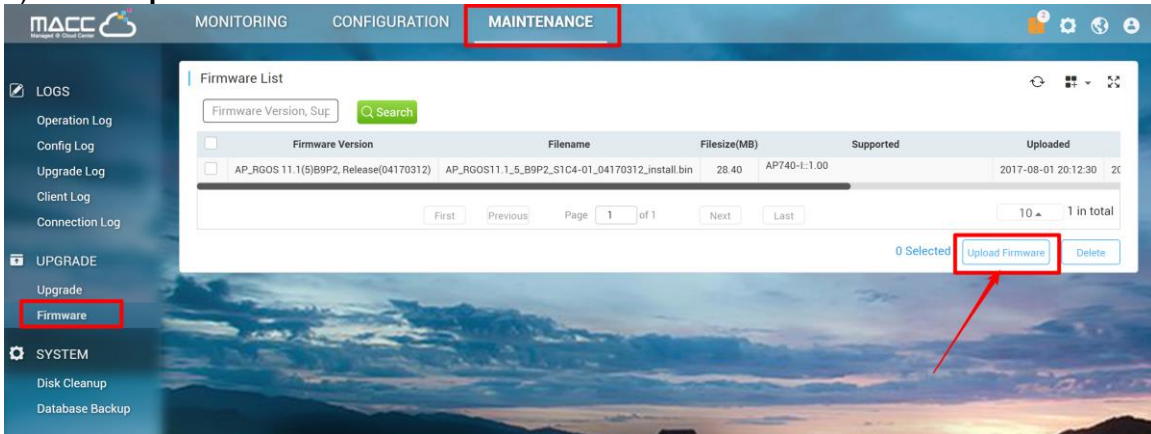 MACC
Managed @ Cloud Center
MONITORING CONFIGURATION MAINTENANCE
2
LOGS
Operation Log
Config Log
Upgrade Log
Client Log
Connection Log
UPGRADE
Upgrade
Firmware
SYSTEM
Disk Cleanup
Database Backup
Firmware List
Firmware Version, Sup Search
Firmware Version Filename Filesize(MB) Supported Uploaded
AP_RGOS 11.1(5)B9P2, Release(04170312) AP_RGOS11.1_5_B9P2_S1C4-01_04170312_install.bin 28.40 AP740-I::1.00 2017-08-01 20:12:30 20
First Previous Page 1 of 1 Next Last 10 1 in total
0 Selected Upload Firmware Delete